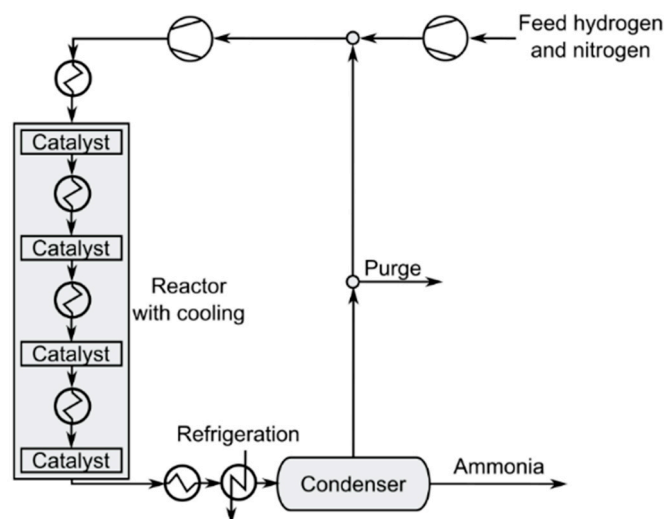 Feed hydrogen
and nitrogen
Catalyst
Catalyst
Purge
Reactor
with cooling
Catalyst
Refrigeration
Catalyst
Condenser
Ammonia